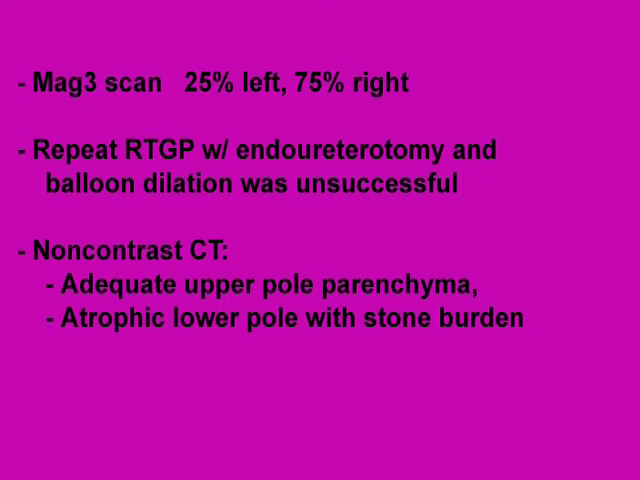 - Mag3 scan   25% left, 75% right
- Repeat RTGP w/ endoureterotomy and
balloon dilation was unsuccessful
- Noncontrast CT:
- Adequate upper pole parenchyma,
- Atrophic lower pole with stone burden